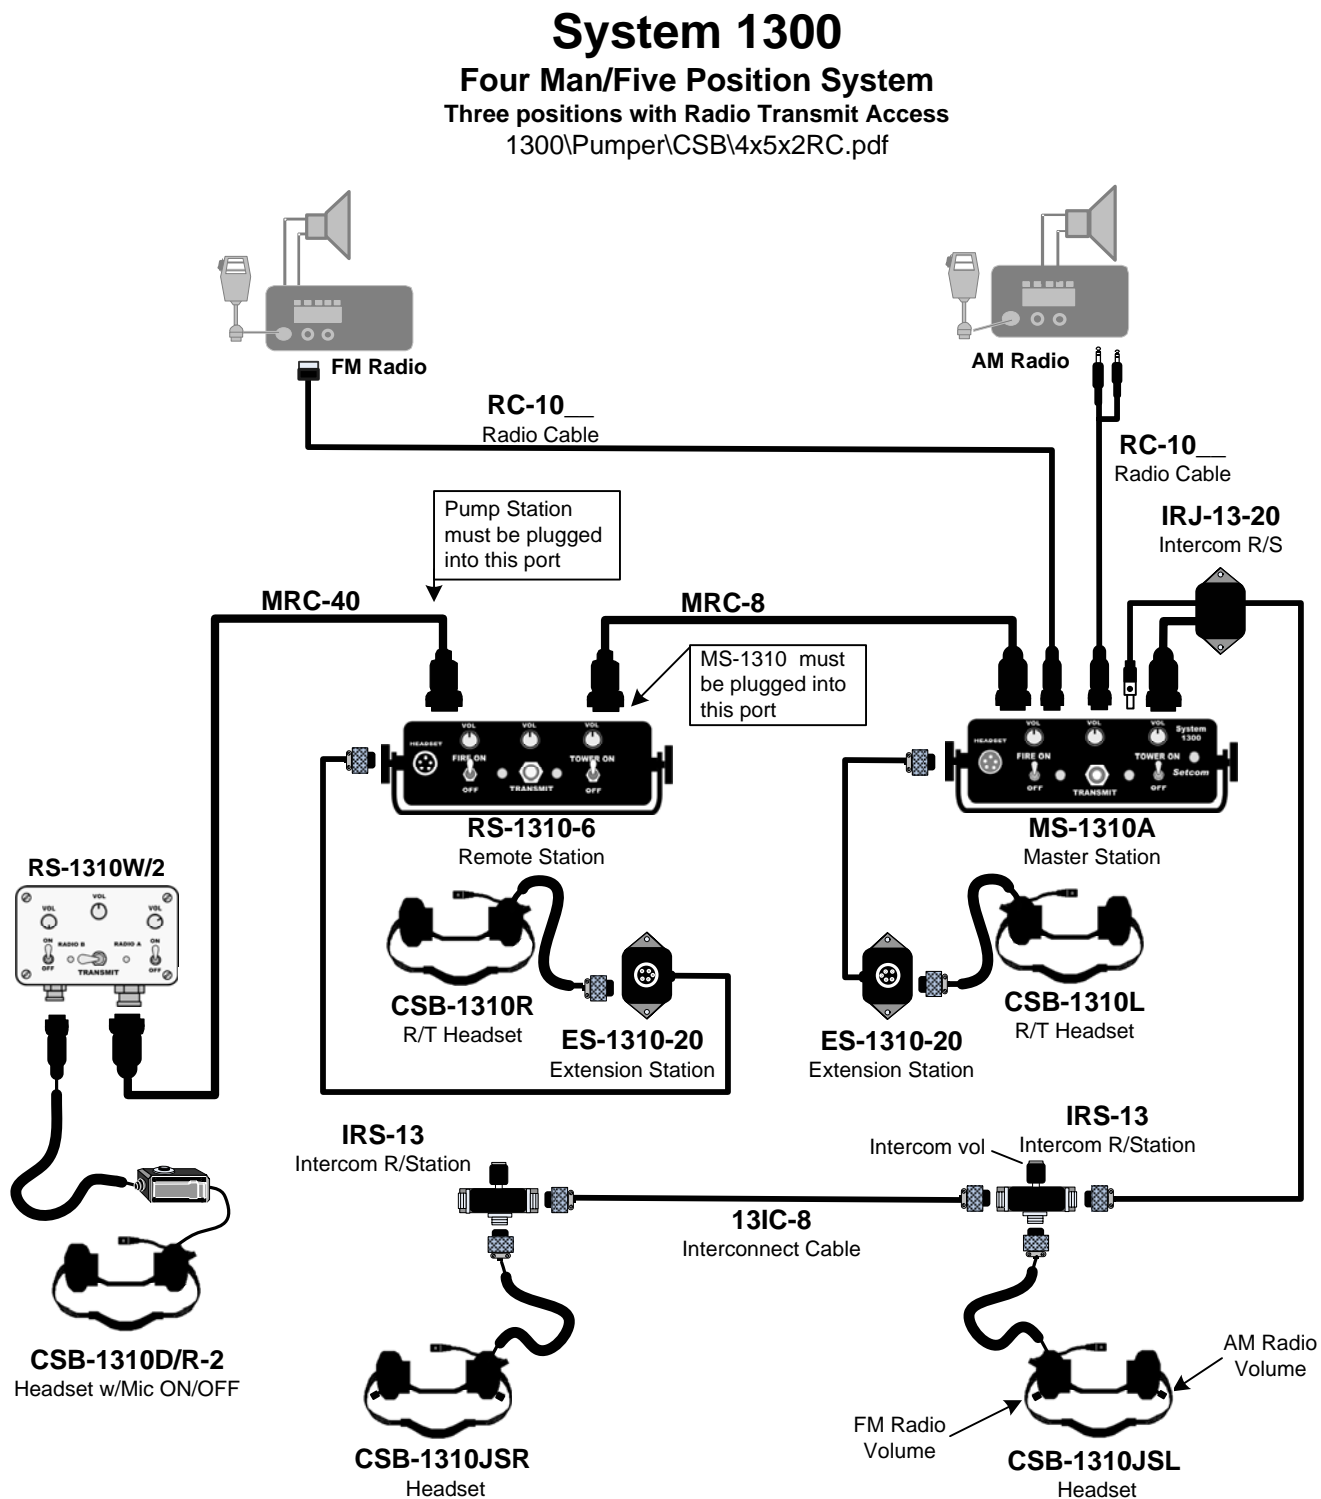 System 1300
Four Man/Five Position System
Three positions with Radio Transmit Access
1300\Pumper\CSB\4x5x2RC.pdf
FM Radio
AM Radio
RC-10__
Radio Cable
RC-10__
Radio Cable
Pump Station
must be plugged
into this port
IRJ-13-20
Intercom R/S
MRC-40
MRC-8
MS-1310 must
be plugged into
this port
VOL
VOL
VOL
HEADSET
FIRE ON
TOWER ON
OFF
TRANSMIT
OFF
VOL
VOL
VOL
System
1300
HEADSET
FIRE ON
TOWER ON
Setcom
OFF
TRANSMIT
OFF
RS-1310-6
Remote Station
MS-1310A
Master Station
RS-1310W/2
VOL
VOL
VOL
ON
RADIO B
RADIO A
ON
OFF
TRANSMIT
OFF
CSB-1310R
R/T Headset
ES-1310-20
Extension Station
CSB-1310L
R/T Headset
ES-1310-20
Extension Station
IRS-13
Intercom R/Station
Intercom vol
IRS-13
Intercom R/Station
13IC-8
Interconnect Cable
CSB-1310D/R-2
Headset w/Mic ON/OFF
AM Radio
Volume
FM Radio
Volume
CSB-1310JSR
Headset
CSB-1310JSL
Headset